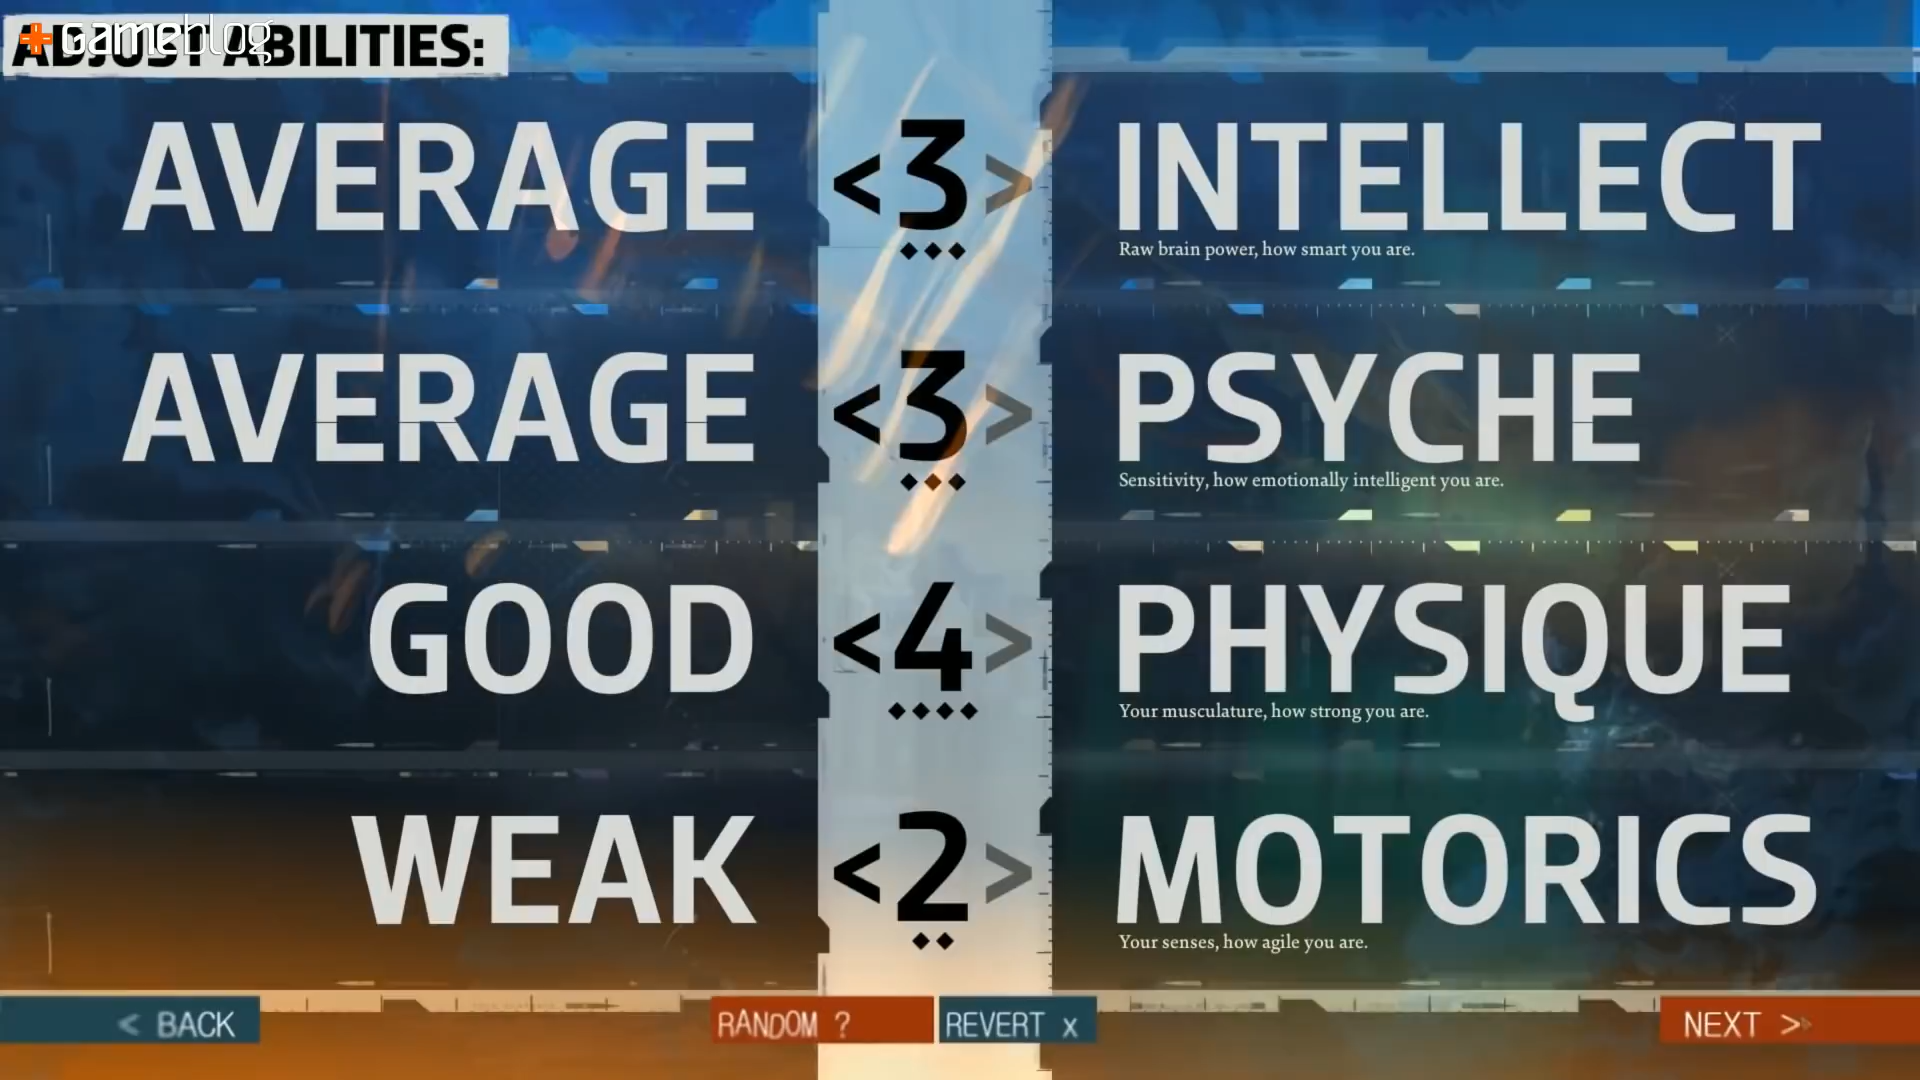 ADJUST ABILITIES:
gameblog
AVERAGE <3> INTELLECT
Raw brain power, how smart you are.
AVERAGE <3> PSYCHE
Sensitivity, how emotionally intelligent you are.
GOOD <4> PHYSIQUE
Your musculature, how strong you are.
WEAK <2> MOTORICS
Your senses, how agile you are.
< BACK
RANDOM ?
REVERT x
NEXT >